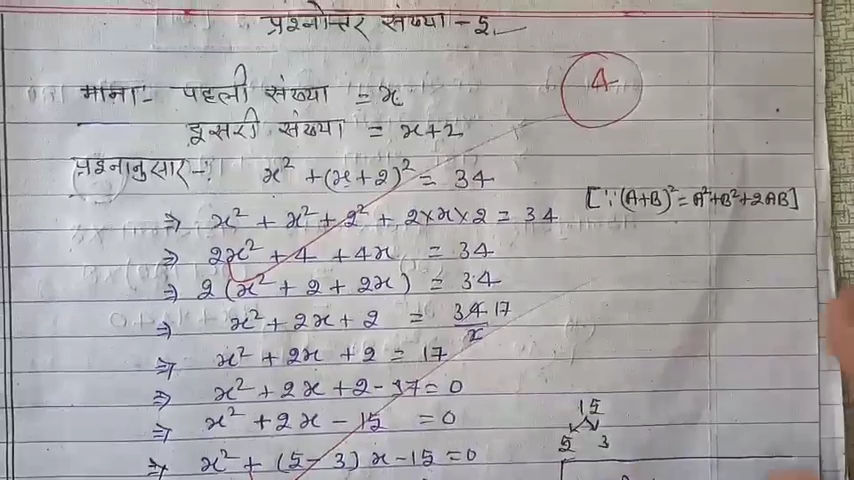 प्रश्नोत्तर संख्या - 5
A
माना:- पहली संख्या = x
दूसरी संख्या = x+2
प्रश्नानुसार -: x² + (x+2)² = 34
⇒ x² + x² + 2² + 2×x×2 = 34 [∵(A+B)²=A²+B²+2AB]
⇒ 2x² + 4 + 4x = 34
⇒ 2(x² + 2 + 2x) = 34
⇒ x² + 2x + 2 = 34 17
2
⇒ x² + 2x + 2 = 17
⇒ x² + 2x + 2 - 17 = 0
⇒ x² + 2x - 15 = 0
15
5 3
⇒ x² + (5-3)x - 15 = 0